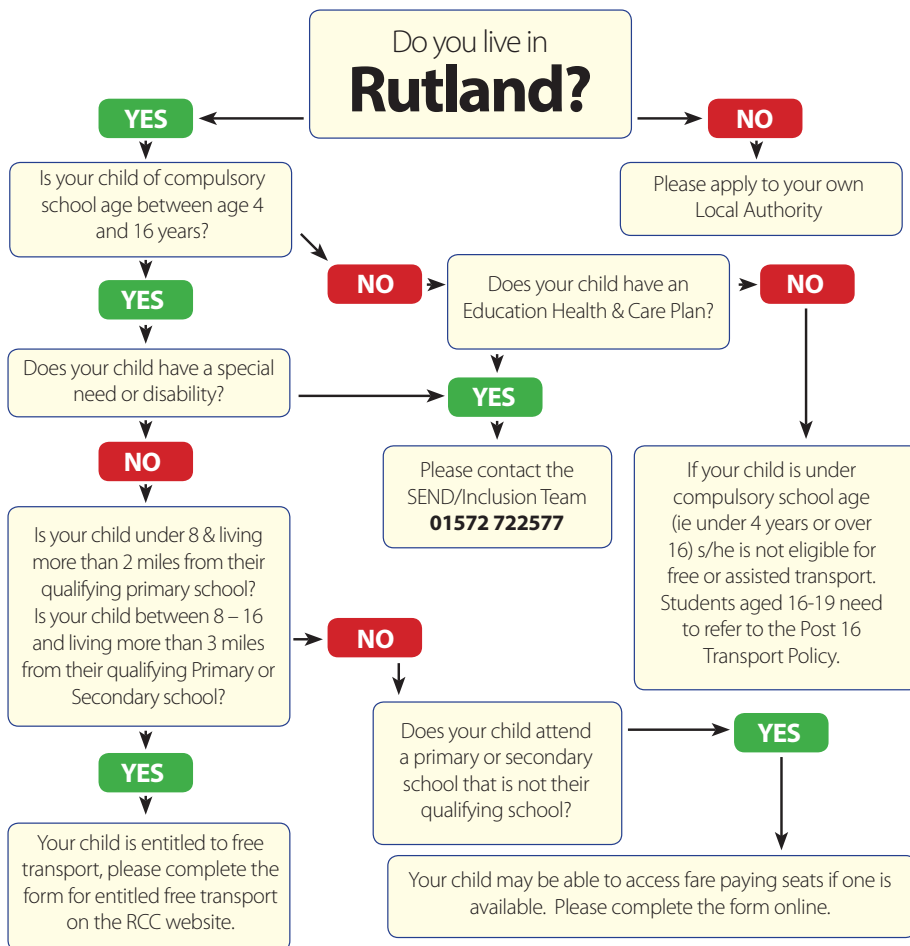 Do you live in
Rutland?
YES
NO
Is your child of compulsory
school age between age 4
and 16 years?
Please apply to your own
Local Authority
NO
Does your child have an
Education Health & Care Plan?
NO
YES
Does your child have a special
need or disability?
YES
NO
Please contact the
SEND/Inclusion Team
01572 722577
If your child is under
compulsory school age
(ie under 4 years or over
16) s/he is not eligible for
free or assisted transport.
Students aged 16-19 need
to refer to the Post 16
Transport Policy.
Is your child under 8 & living
more than 2 miles from their
qualifying primary school?
Is your child between 8 – 16
and living more than 3 miles
from their qualifying Primary or
Secondary school?
NO
Does your child attend
a primary or secondary
school that is not their
qualifying school?
YES
YES
Your child is entitled to free
transport, please complete the
form for entitled free transport
on the RCC website.
Your child may be able to access fare paying seats if one is
available. Please complete the form online.